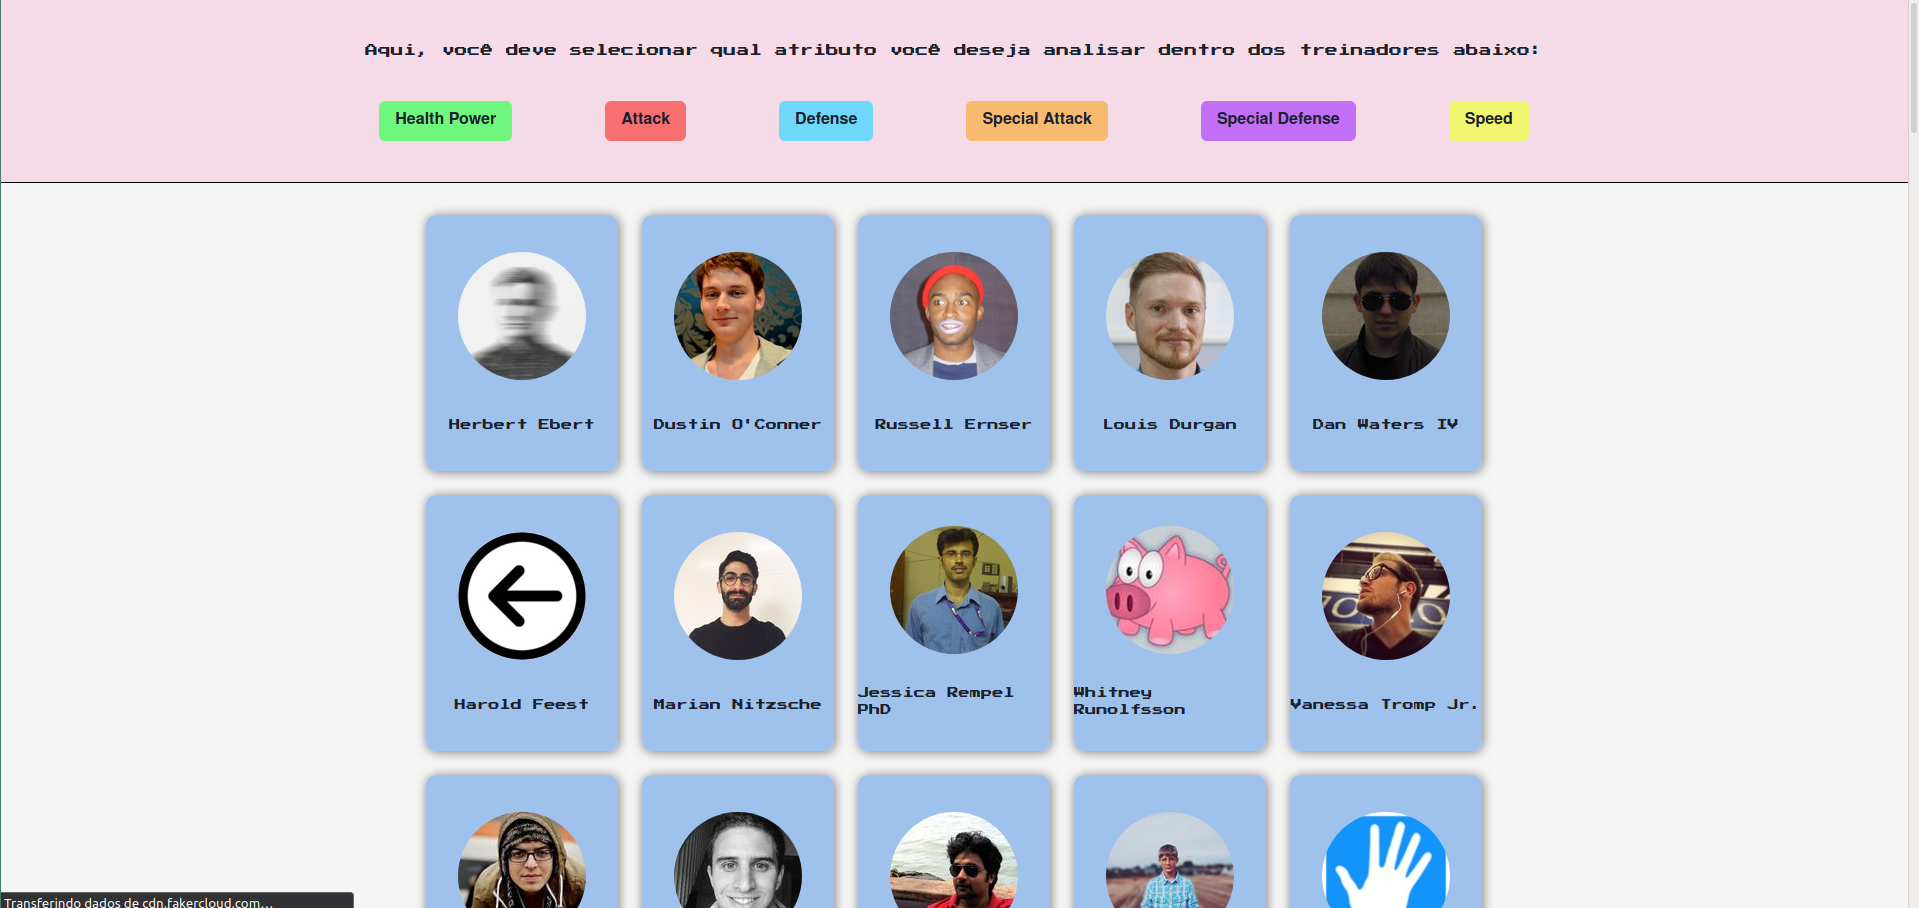 Aqui, você deve selecionar qual atributo você deseja analisar dentro dos treinadores abaixo:
Health Power
Attack
Defense
Special Attack
Special Defense
Speed
Herbert Ebert
Dustin O'Conner
Russell Ernser
Louis Durgan
Dan Waters IV
Harold Feest
Marian Nitzsche
Jessica Rempel
PhD
Whitney
Runolfsson
Vanessa Tromp Jr.
Transferindo dados de cdn.fakercloud.com...